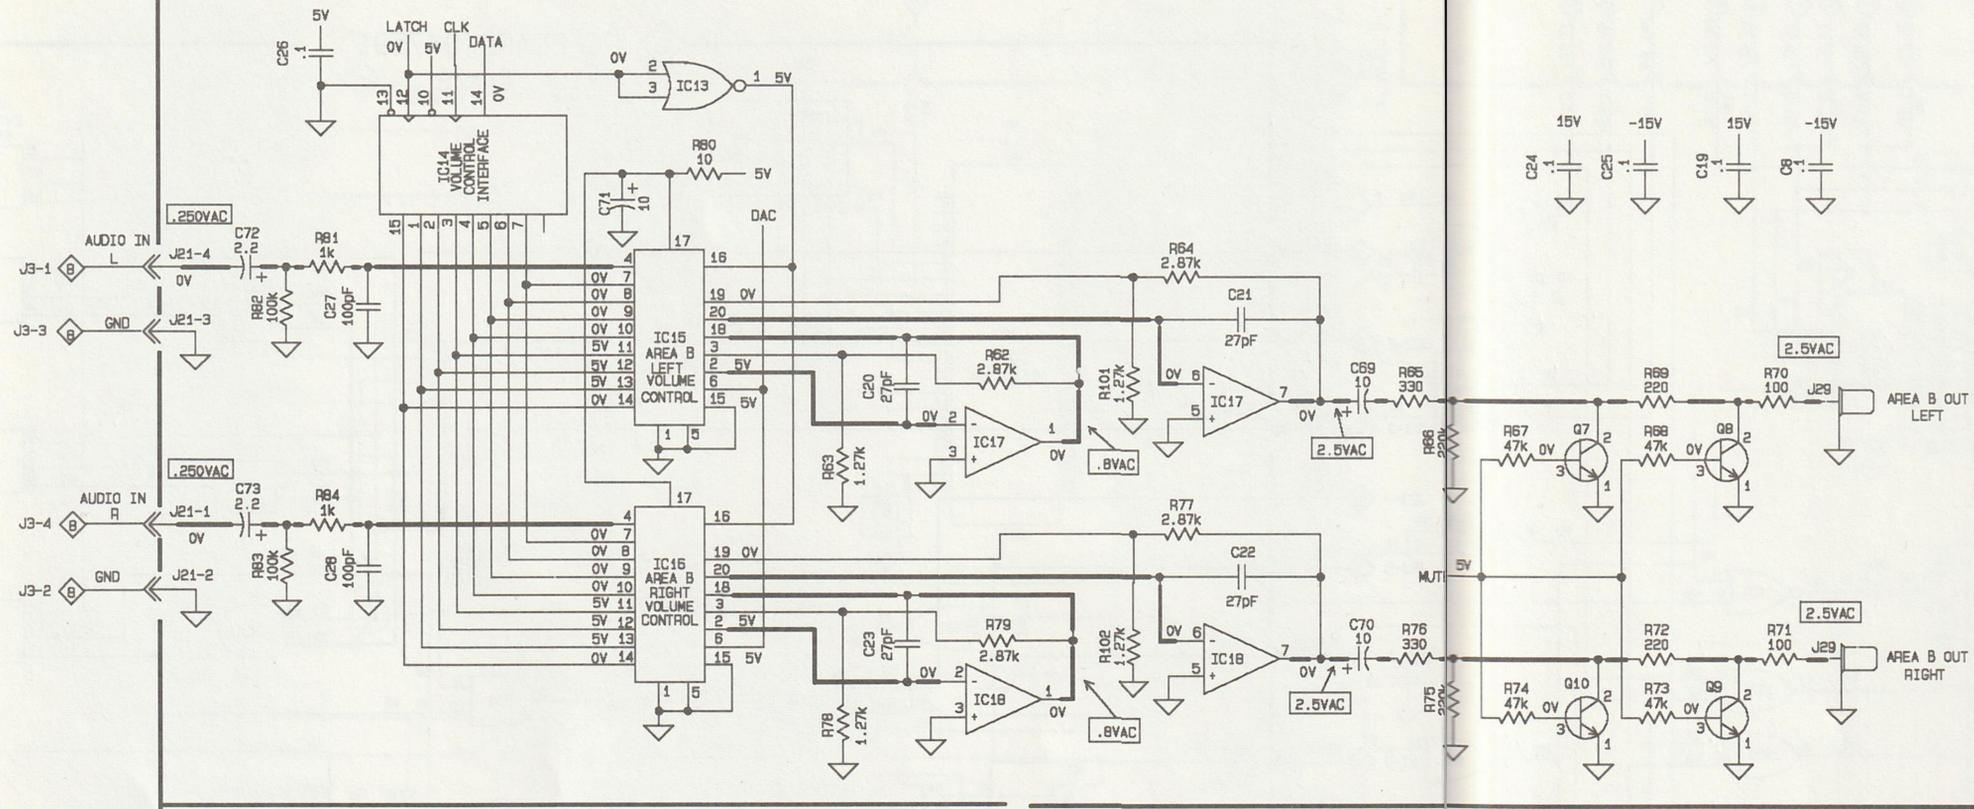 5V
C26
.1
LATCH
CLK
DATA
0V
5V
0V
13
12
10
11
14
IC14
VOLUME
CONTROL
INTERFACE
15
1
2
3
4
5
6
7
0V
2
3
IC13
1
5V
R80
10
5V
C71
+
10
DAC
15V
-15V
15V
-15V
C24
.1
C25
.1
C19
.1
C8
.1
.250VAC
AUDIO IN
L
J3-1
8
J21-4
0V
C72
2.2
+
R81
1k
R82
100k
C27
100pF
J3-3
8
GND
J21-3
17
4
0V 7
0V 8
0V 9
0V 10
5V 11
5V 12
5V 13
0V 14
IC15
AREA B
LEFT
VOLUME
CONTROL
16
19 0V
20
18
3
2 5V
6
15 5V
1
5
R64
2.87k
C21
27pF
R101
1.27k
C20
27pF
R62
2.87k
R63
1.27k
0V
2
-
3
+
IC17
1
0V
.8VAC
0V
6
-
5
+
IC17
7
0V
C69
10
+
2.5VAC
R65
330
R66
R67
47k
0V
3
Q7
2
1
R69
220
R68
47k
0V
3
Q8
2
1
R70
100
2.5VAC
J29
AREA B OUT
LEFT
.250VAC
AUDIO IN
R
J3-4
8
J21-1
0V
C73
2.2
+
R84
1k
R83
100k
C28
100pF
J3-2
8
GND
J21-2
17
4
0V 7
0V 8
0V 9
0V 10
5V 11
5V 12
5V 13
0V 14
IC16
AREA B
RIGHT
VOLUME
CONTROL
16
19 0V
20
18
3
2 5V
6
15 5V
1
5
R77
2.87k
C22
27pF
R102
1.27k
C23
27pF
R79
2.87k
R78
1.27k
0V
2
-
3
+
IC18
1
0V
.8VAC
0V
6
-
5
+
IC18
7
0V
C70
10
+
2.5VAC
R76
330
R75
5V
R74
47k
0V
3
Q10
2
1
R72
220
R73
47k
0V
3
Q9
2
1
R71
100
2.5VAC
J29
AREA B OUT
RIGHT